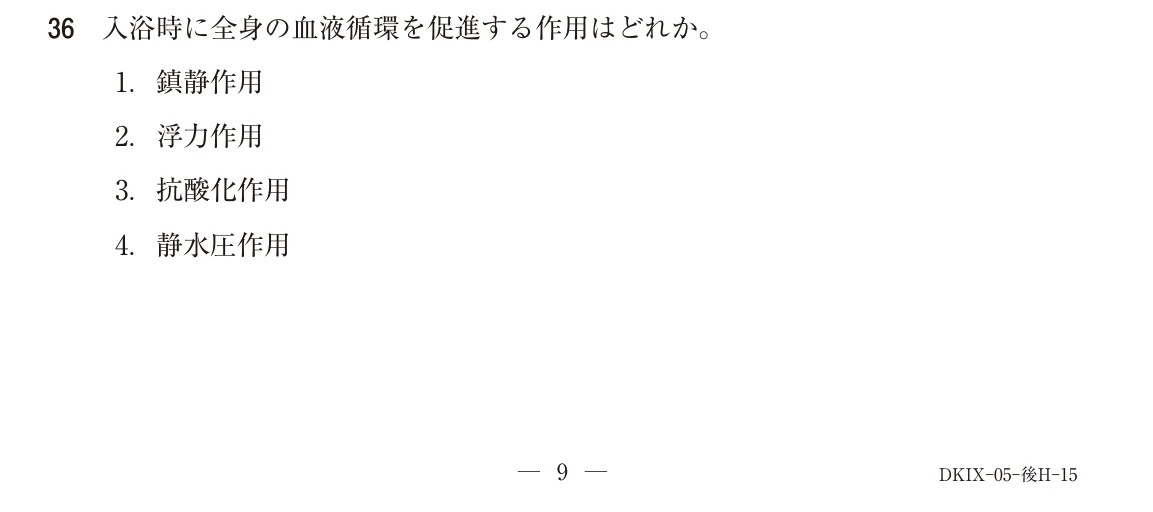 36 入浴時に全身の血液循環を促進する作用はどれか。
1. 鎮静作用
2. 浮力作用
3. 抗酸化作用
4. 静水圧作用
— 9 —
DKIX-05-後H-15